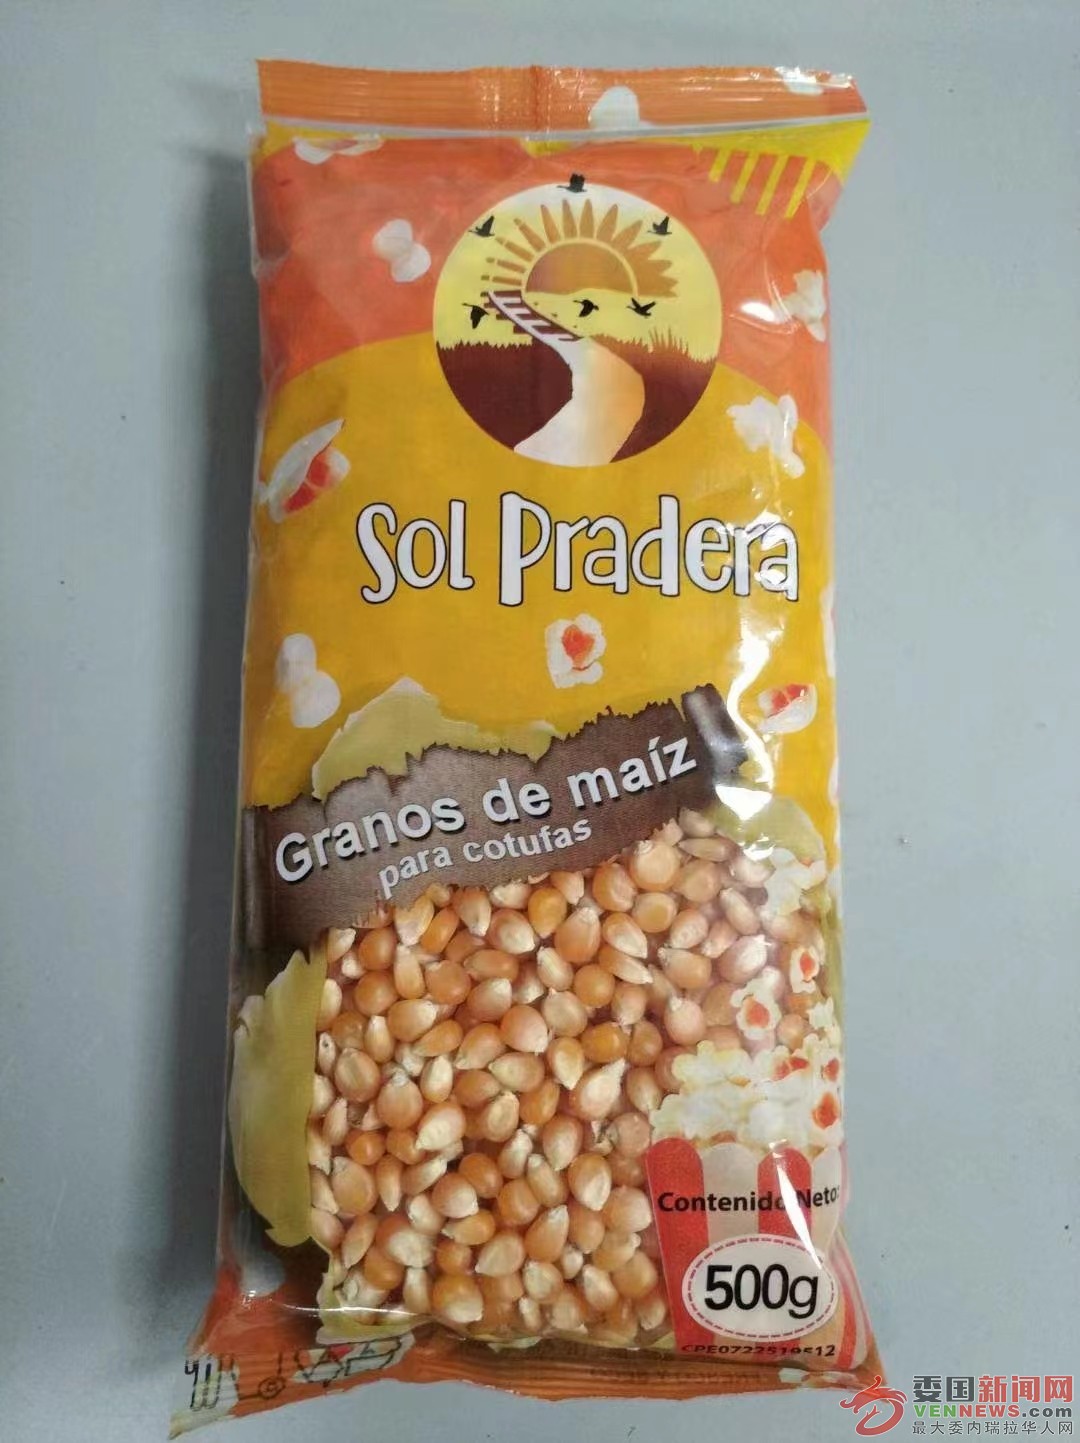 Sol Pradera
Granos de maíz
para cotufas
Contenido Neto:
500g
CPE0722519512
委国新闻网
VENNEWS.com
最大委内瑞拉华人网